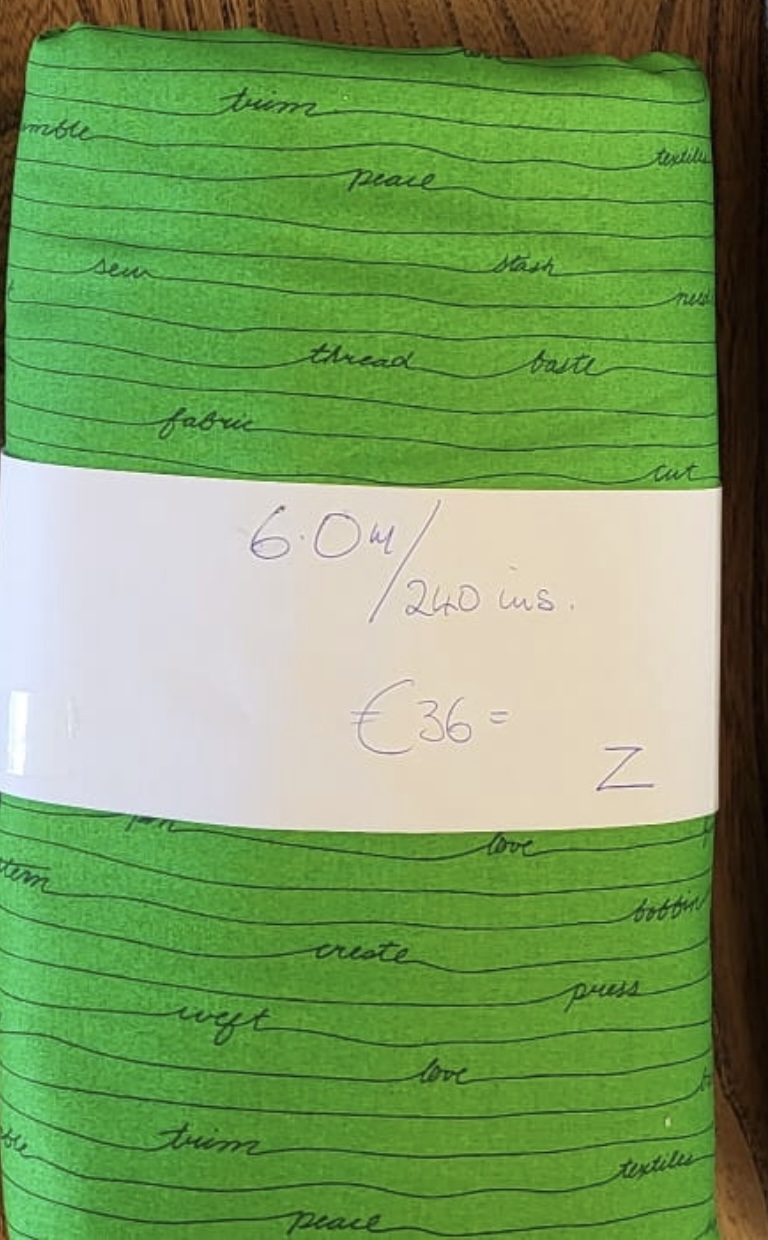 trim
textiles
peace
sew stash
thread baste
fabric
cut
6.0m/
240 ins.
€36=
Z
love
bobbin
create
press
weft
love
trim
textiles
peace